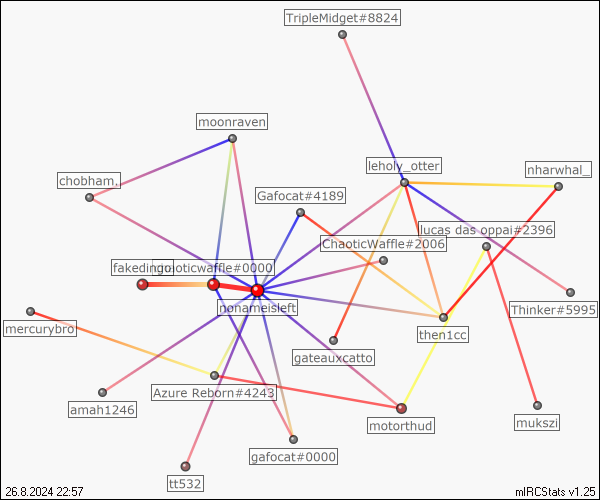 TripleMidget#8824
moonraven
leholy_otter
nharwhal_
chobham.
Gafocat#4189
lucas das oppai#2396
ChaoticWaffle#2006
fakedingo
chaoticwaffle#0000
nonameisleft
Thinker#5995
mercurybro
then1cc
gateauxcatto
Azure Reborn#4243
amah1246
mukszi
motorthud
gafocat#0000
tt532
26.8.2024 22:57
mIRCStats v1.25